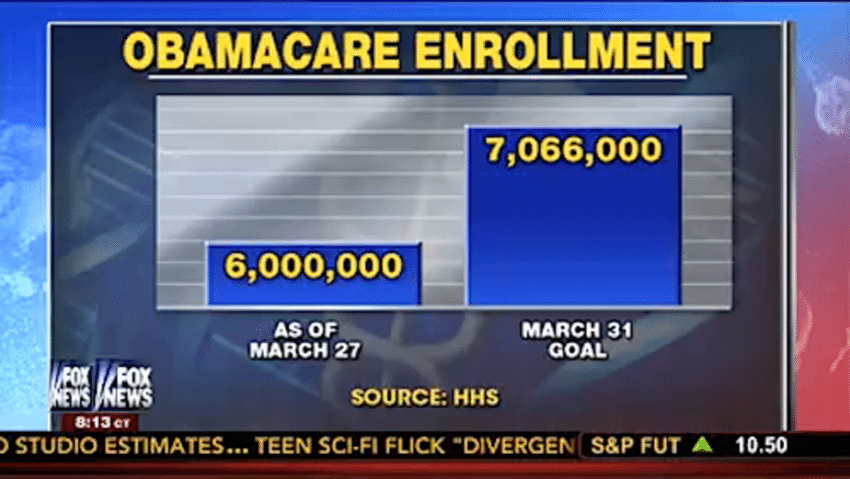 OBAMACARE ENROLLMENT
7,066,000
6,000,000
AS OF
MARCH 27
MARCH 31
GOAL
SOURCE: HHS
FOX NEWS FOX NEWS
8:13 CT
O STUDIO ESTIMATES... TEEN SCI-FI FLICK "DIVERGEN S&P FUT ▲ 10.50